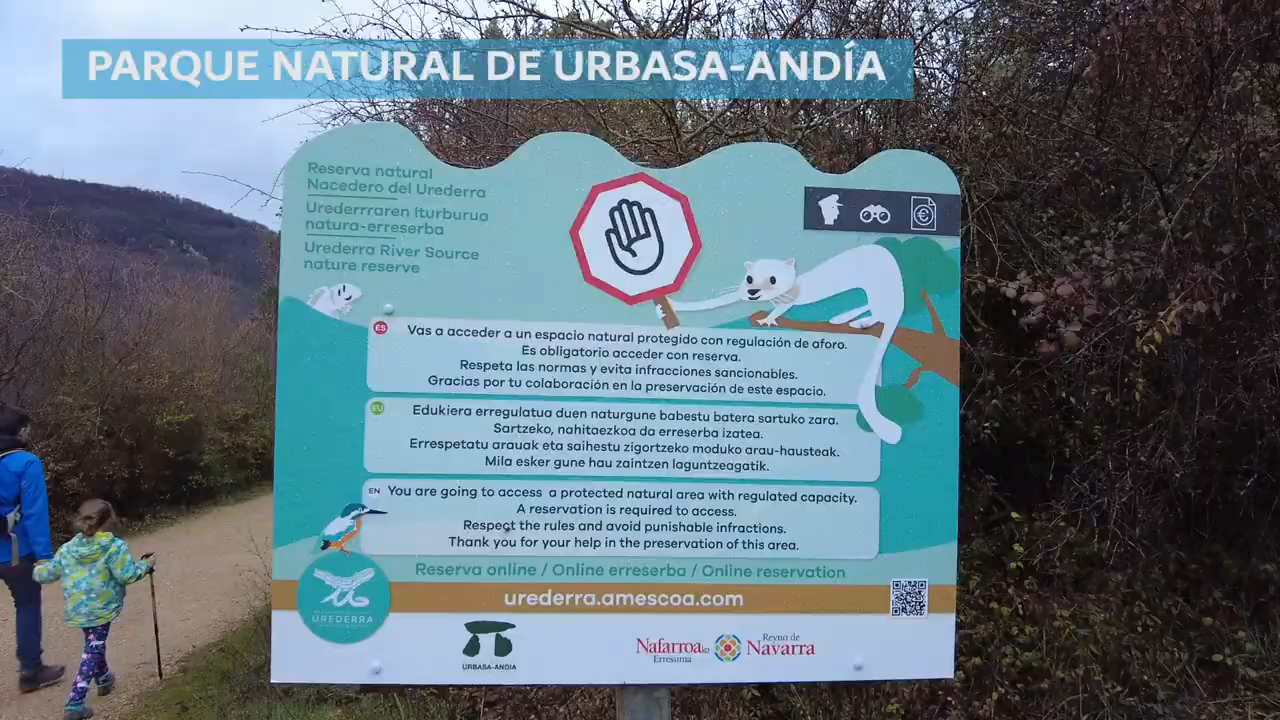 PARQUE NATURAL DE URBASA-ANDÍA
Reserva natural
Nacedero del Urederra
Urederrraren Iturburua
natura-erreserba
Urederra River Source
nature reserve
ES
Vas a acceder a un espacio natural protegido con regulación de aforo.
Es obligatorio acceder con reserva.
Respeta las normas y evita infracciones sancionables.
Gracias por tu colaboración en la preservación de este espacio.
EU
Edukiera erregulatua duen naturgune babestu batera sartuko zara.
Sartzeko, nahitaezkoa da erreserba izatea.
Errespetatu arauak eta saihestu zigortzeko moduko arau-hausteak.
Mila esker gune hau zaintzen laguntzeagatik.
EN
You are going to access a protected natural area with regulated capacity.
A reservation is required to access.
Respect the rules and avoid punishable infractions.
Thank you for your help in the preservation of this area.
Reserva online / Online erreserba / Online reservation
urederra.amescoa.com
UREDERRA
URBASA-ANDIA
Nafarroako
Erresuma
Reyno de
Navarra